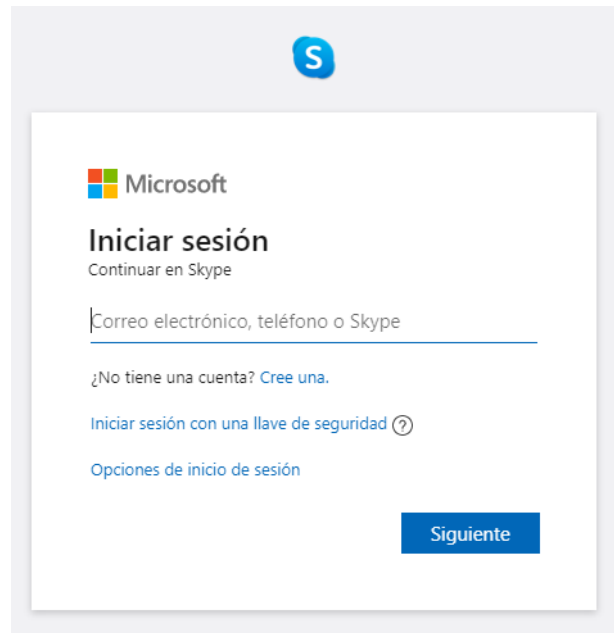 S
Microsoft
Iniciar sesión
Continuar en Skype
Correo electrónico, teléfono o Skype
¿No tiene una cuenta? Cree una.
Iniciar sesión con una llave de seguridad ?
Opciones de inicio de sesión
Siguiente